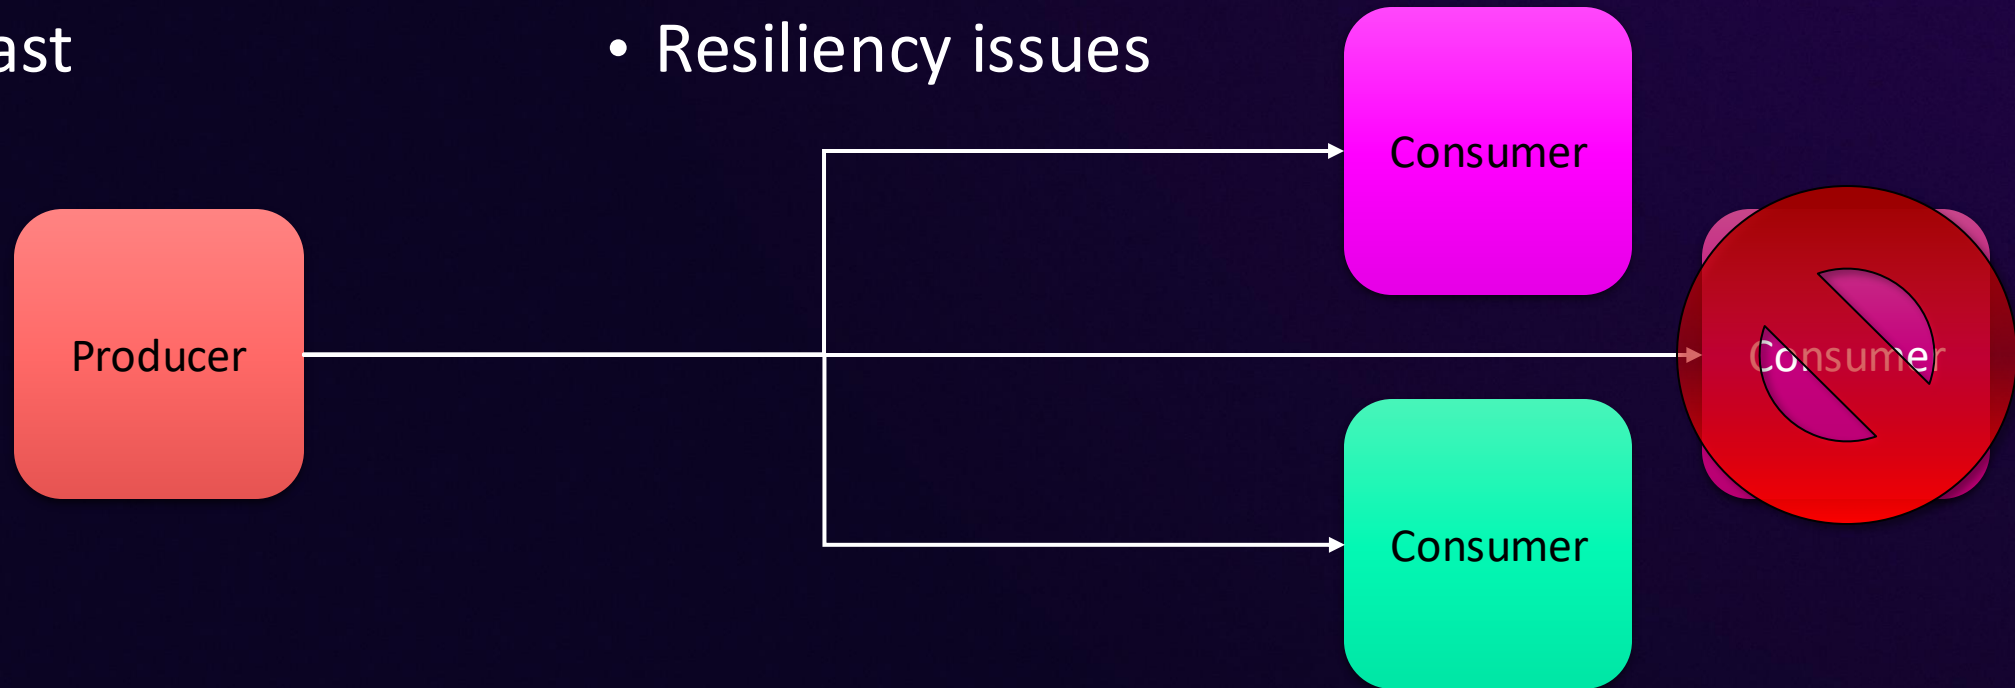 ast
• Resiliency issues
Consumer
Producer
Consumer
Consumer